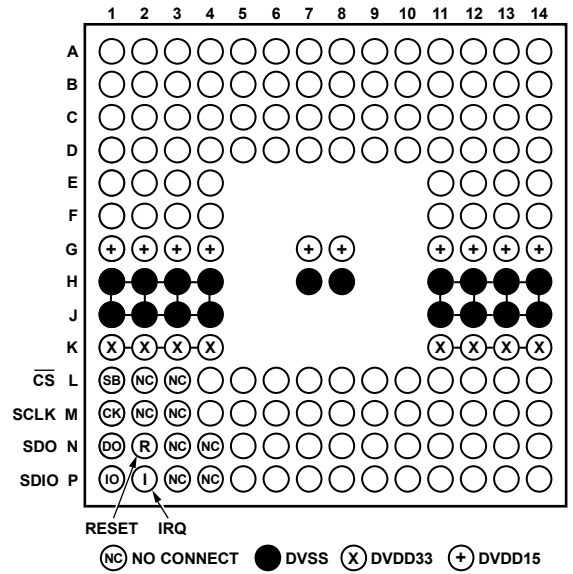 1 2 3 4 5 6 7 8 9 10 11 12 13 14
A
B
C
D
E
F
G + + + + + + + + + +
H
J
K X X X X X X X X
CS L SB NC NC
SCLK M CK NC NC
SDO N DO R NC NC
SDIO P IO I NC NC
RESET IRQ
NC NO CONNECT DVSS X DVDD33 + DVDD15